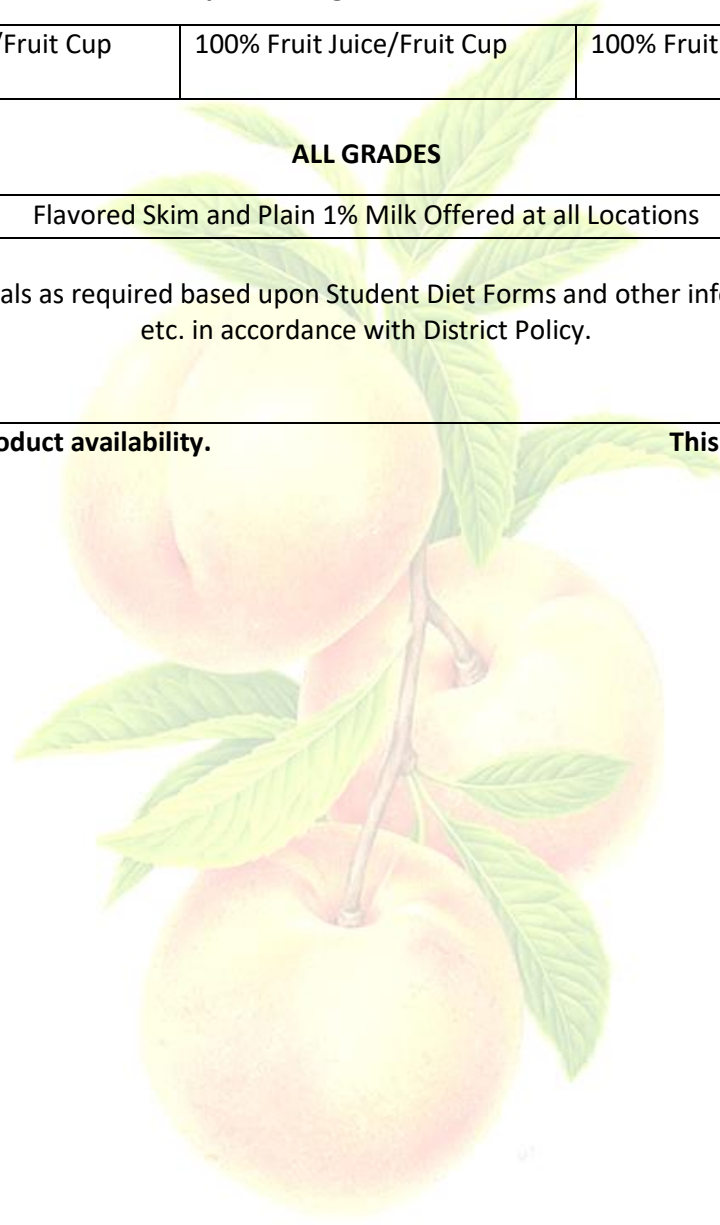 /Fruit Cup 100% Fruit Juice/Fruit Cup 100% Fruit
ALL GRADES
Flavored Skim and Plain 1% Milk Offered at all Locations
als as required based upon Student Diet Forms and other inf
etc. in accordance with District Policy.
oduct availability. This